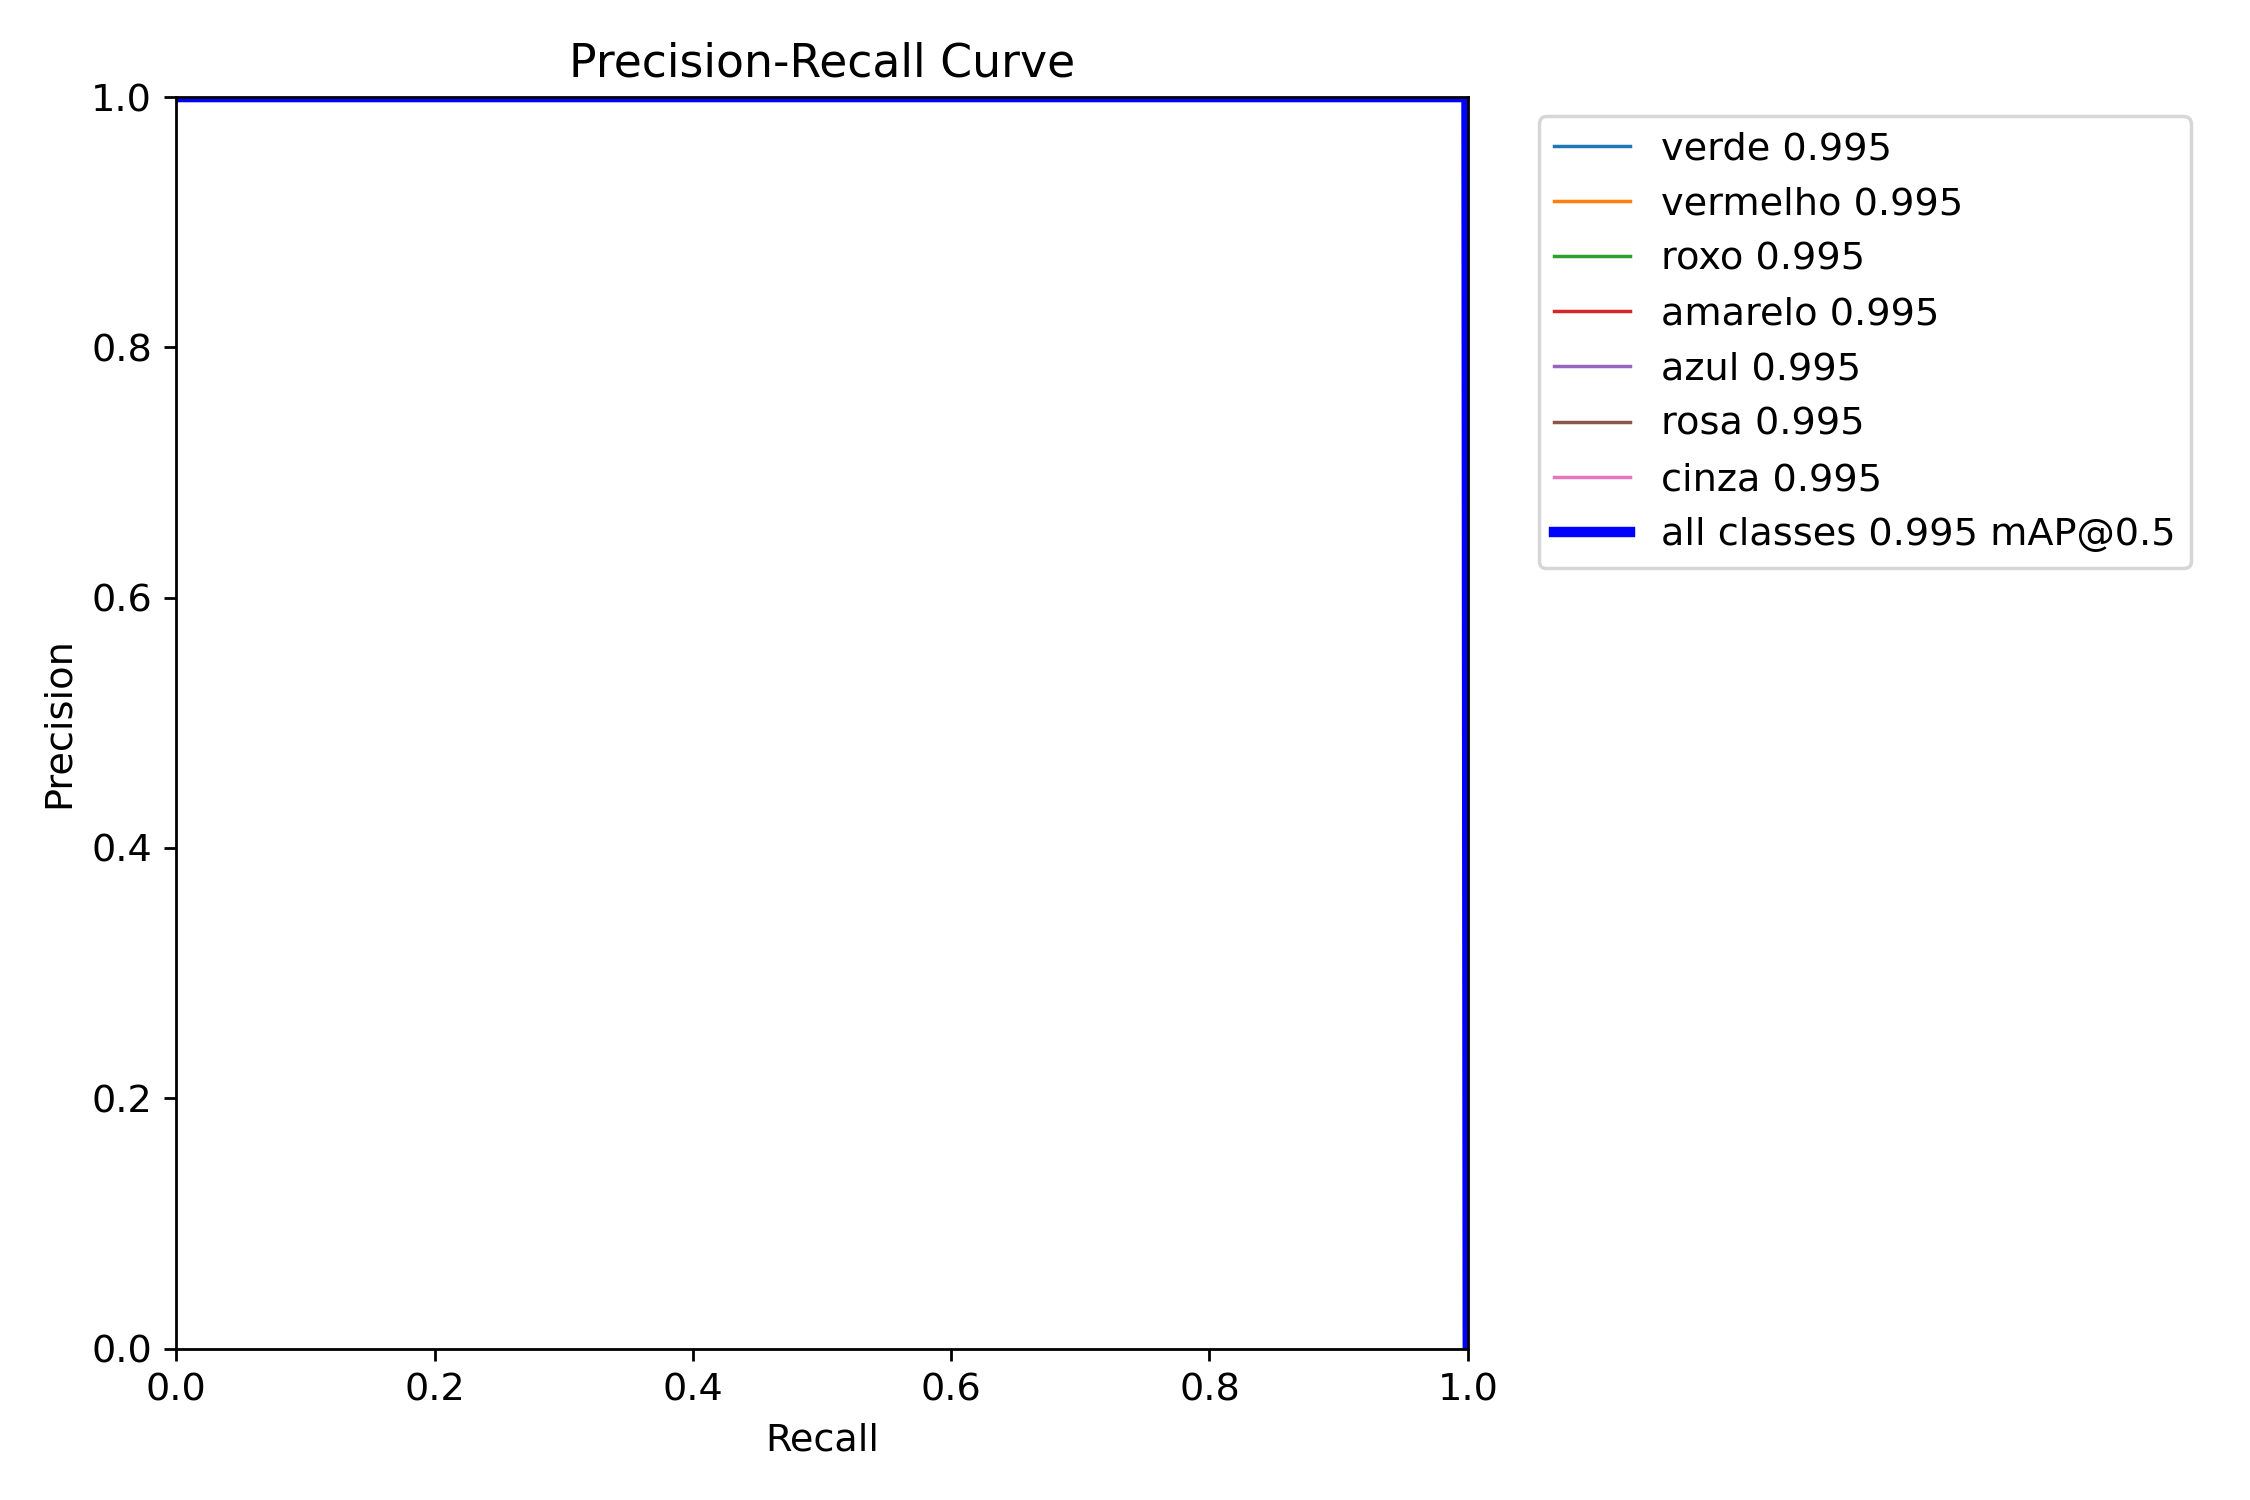 Precision-Recall Curve
1.0
0.8
0.6
0.4
0.2
0.0
Precision
0.0 0.2 0.4 0.6 0.8 1.0
Recall
verde 0.995
vermelho 0.995
roxo 0.995
amarelo 0.995
azul 0.995
rosa 0.995
cinza 0.995
all classes 0.995 mAP@0.5